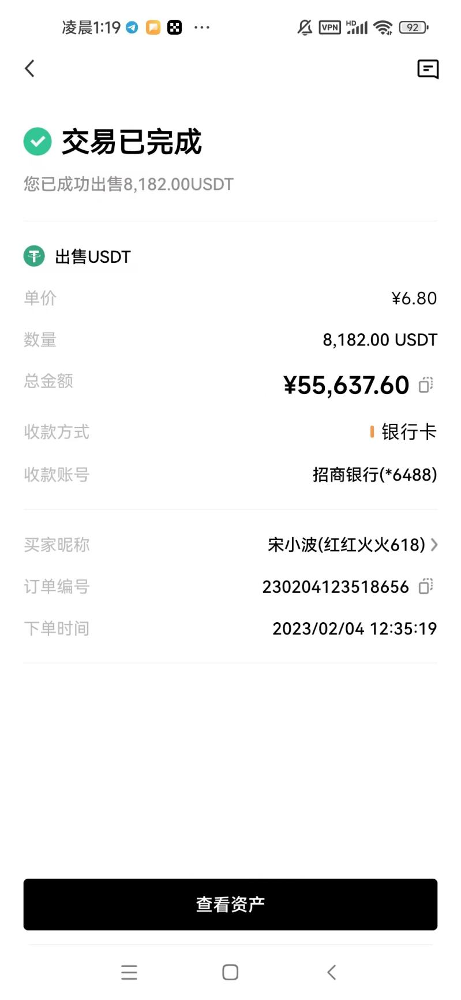 凌晨1:19
VPN
HD
92
交易已完成
您已成功出售8,182.00USDT
出售USDT
单价 ¥6.80
数量 8,182.00 USDT
总金额 ¥55,637.60
收款方式 银行卡
收款账号 招商银行(*6488)
买家昵称 宋小波(红红火火618)
订单编号 230204123518656
下单时间 2023/02/04 12:35:19
查看资产